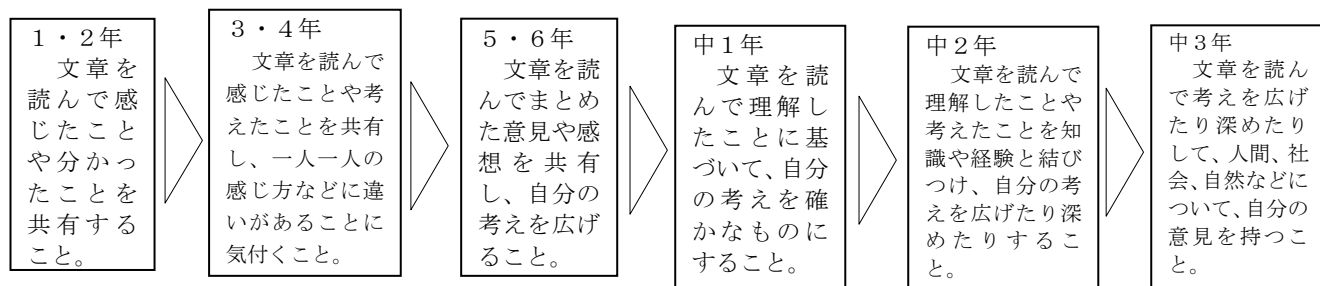 １・２年
文章を
読んで感
じたこと
や分かっ
たことを
共有する
こと。
３・４年
文章を読んで
感じたことや考
えたことを共有
し、一人一人の
感じ方などに違
いがあることに
気付くこと。
５・６年
文章を読
んでまとめ
た意見や感
想を共有
し、自分の
考えを広げ
ること。
中１年
文章を読
んで理解し
たことに基
づいて、自分
の考えを確
かなものに
すること。
中２年
文章を読んで
理解したことや
考えたことを知
識や経験と結び
つけ、自分の考
えを広げたり深
めたりするこ
と。
中３年
文章を読ん
で考えを広げ
たり深めたり
して、人間、社
会、自然などに
ついて、自分の
意見を持つこ
と。